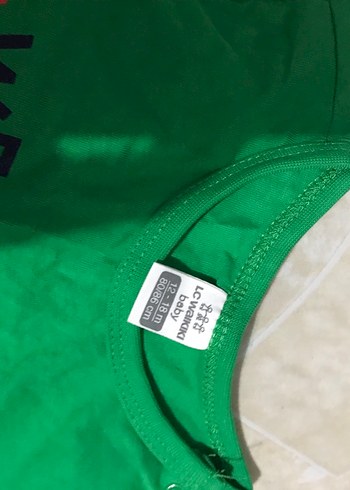 LC WAIKIKI
baby
12 - 18 m
80/86 cm